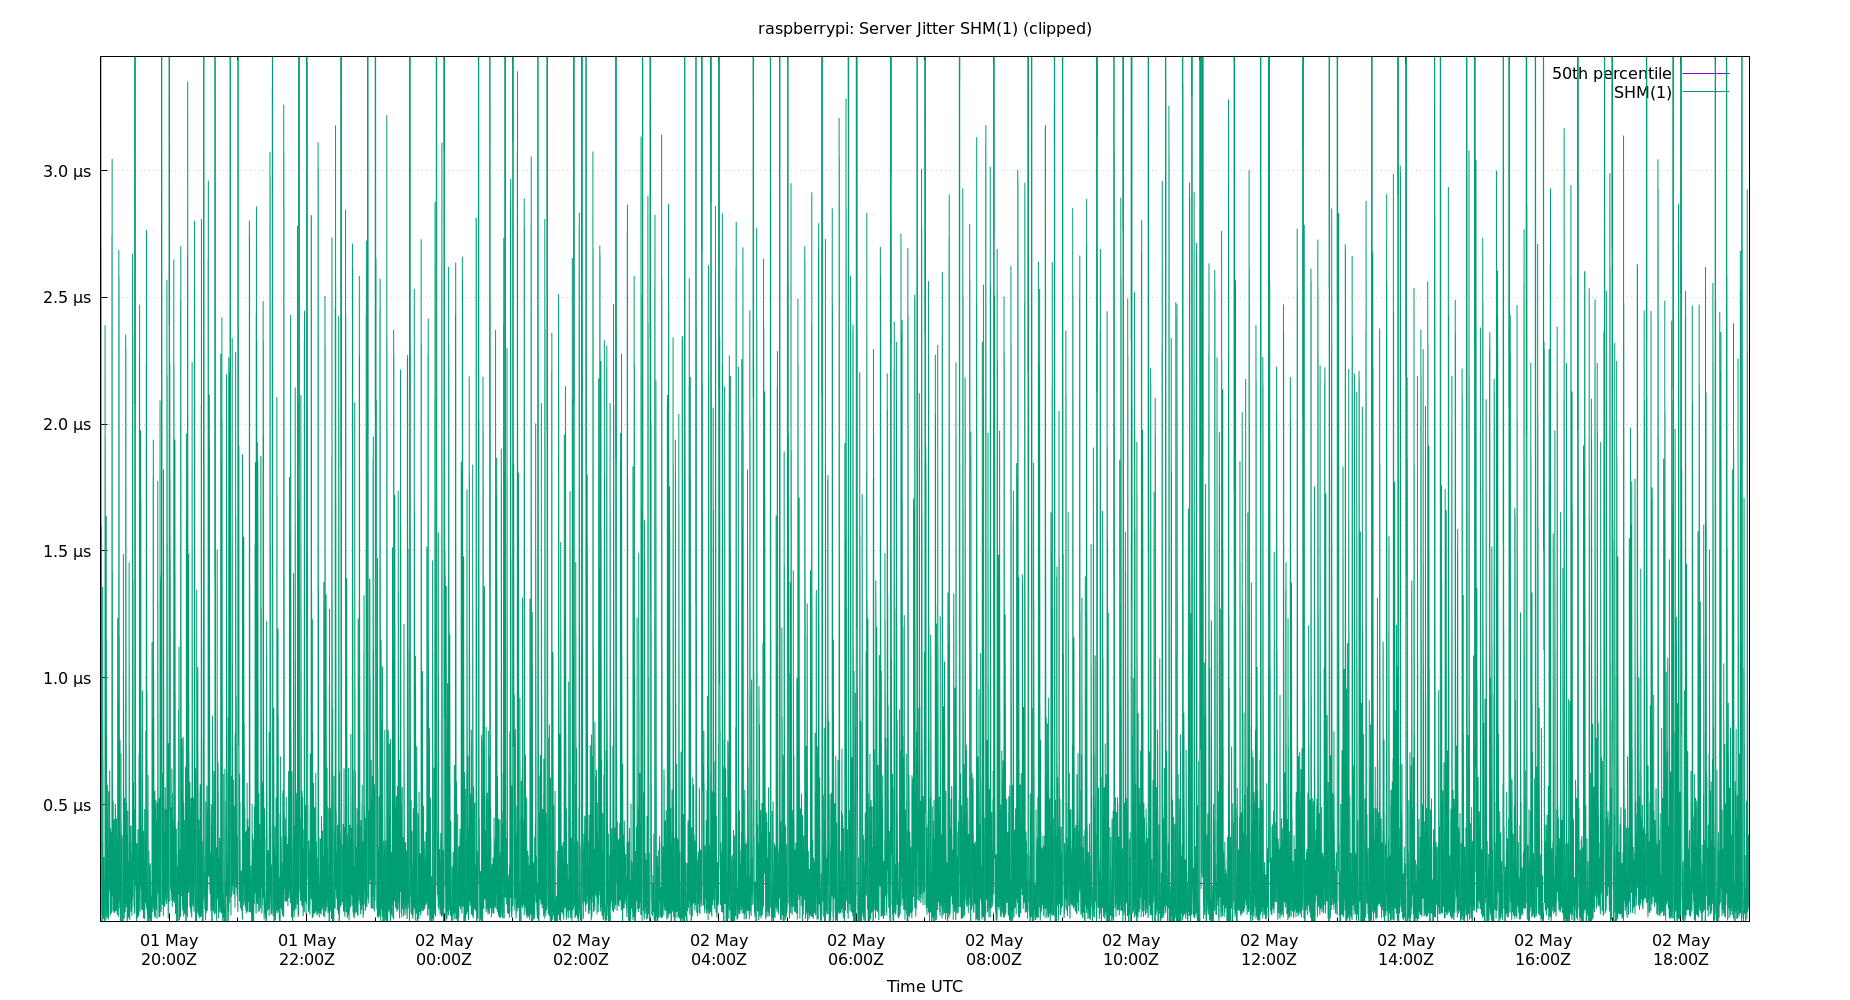 raspberrypi: Server Jitter SHM(1) (clipped)
50th percentile
SHM(1)
3.0 µs
2.5 µs
2.0 µs
1.5 µs
1.0 µs
0.5 µs
01 May 01 May 02 May 02 May 02 May 02 May 02 May 02 May 02 May 02 May 02 May 02 May
20:00Z 22:00Z 00:00Z 02:00Z 04:00Z 06:00Z 08:00Z 10:00Z 12:00Z 14:00Z 16:00Z 18:00Z
Time UTC